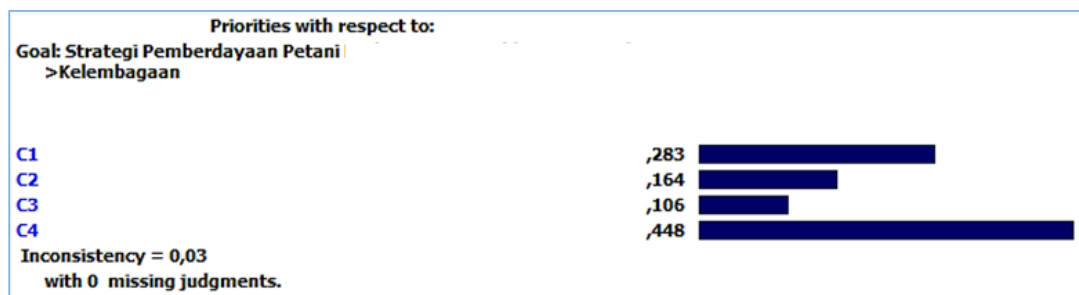 Priorities with respect to:
Goal: Strategi Pemberdayaan Petani
>Kelembagaan
C1 ,283
C2 ,164
C3 ,106
C4 ,448
Inconsistency = 0,03
with 0 missing judgments.